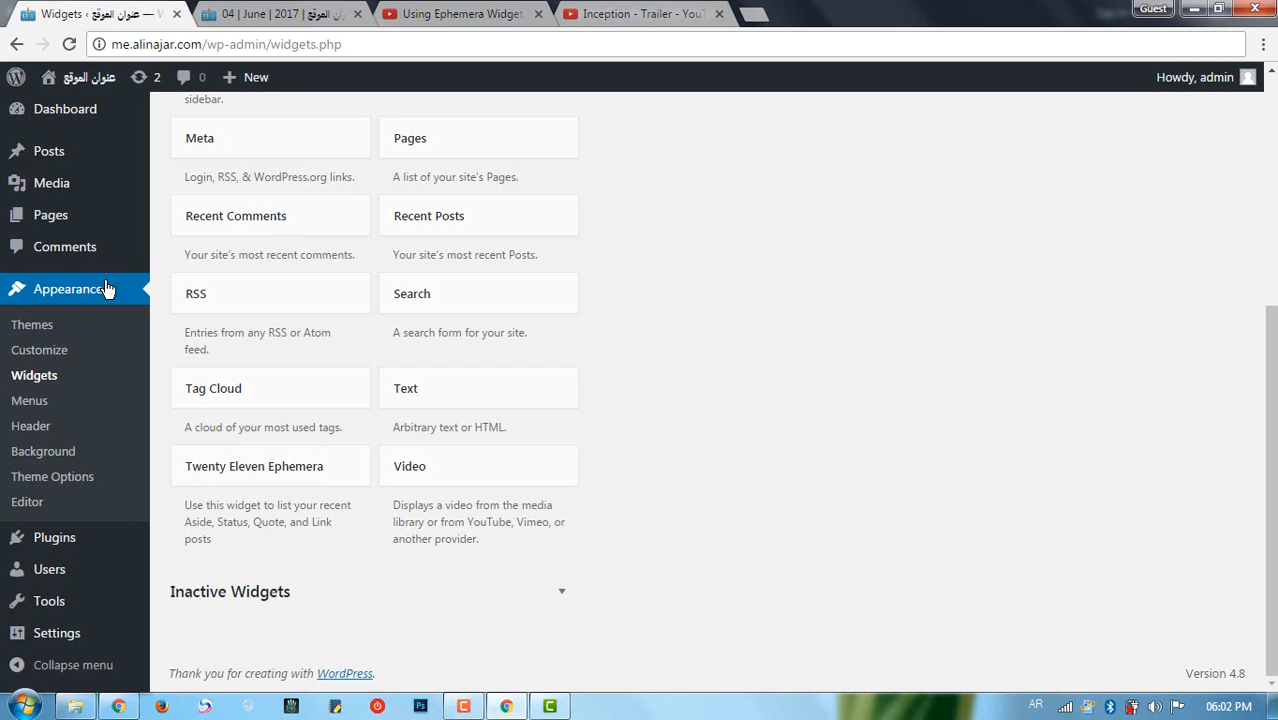 Widgets ‹ عنوان الموقع — W
04 | June | 2017 | عنوان الموقع
Using Ephemera Widget
Inception - Trailer - YouT
Guest
me.alinajar.com/wp-admin/widgets.php
عنوان الموقع
2
0
New
Howdy, admin
Dashboard
Posts
Media
Pages
Comments
Appearance
Themes
Customize
Widgets
Menus
Header
Background
Theme Options
Editor
Plugins
Users
Tools
Settings
Collapse menu
sidebar.
Meta
Pages
Login, RSS, & WordPress.org links.
A list of your site's Pages.
Recent Comments
Recent Posts
Your site's most recent comments.
Your site's most recent Posts.
RSS
Search
Entries from any RSS or Atom
feed.
A search form for your site.
Tag Cloud
Text
A cloud of your most used tags.
Arbitrary text or HTML.
Twenty Eleven Ephemera
Video
Use this widget to list your recent
Aside, Status, Quote, and Link
posts
Displays a video from the media
library or from YouTube, Vimeo, or
another provider.
Inactive Widgets
Thank you for creating with WordPress.
Version 4.8
Ps
C
C
AR
06:02 PM